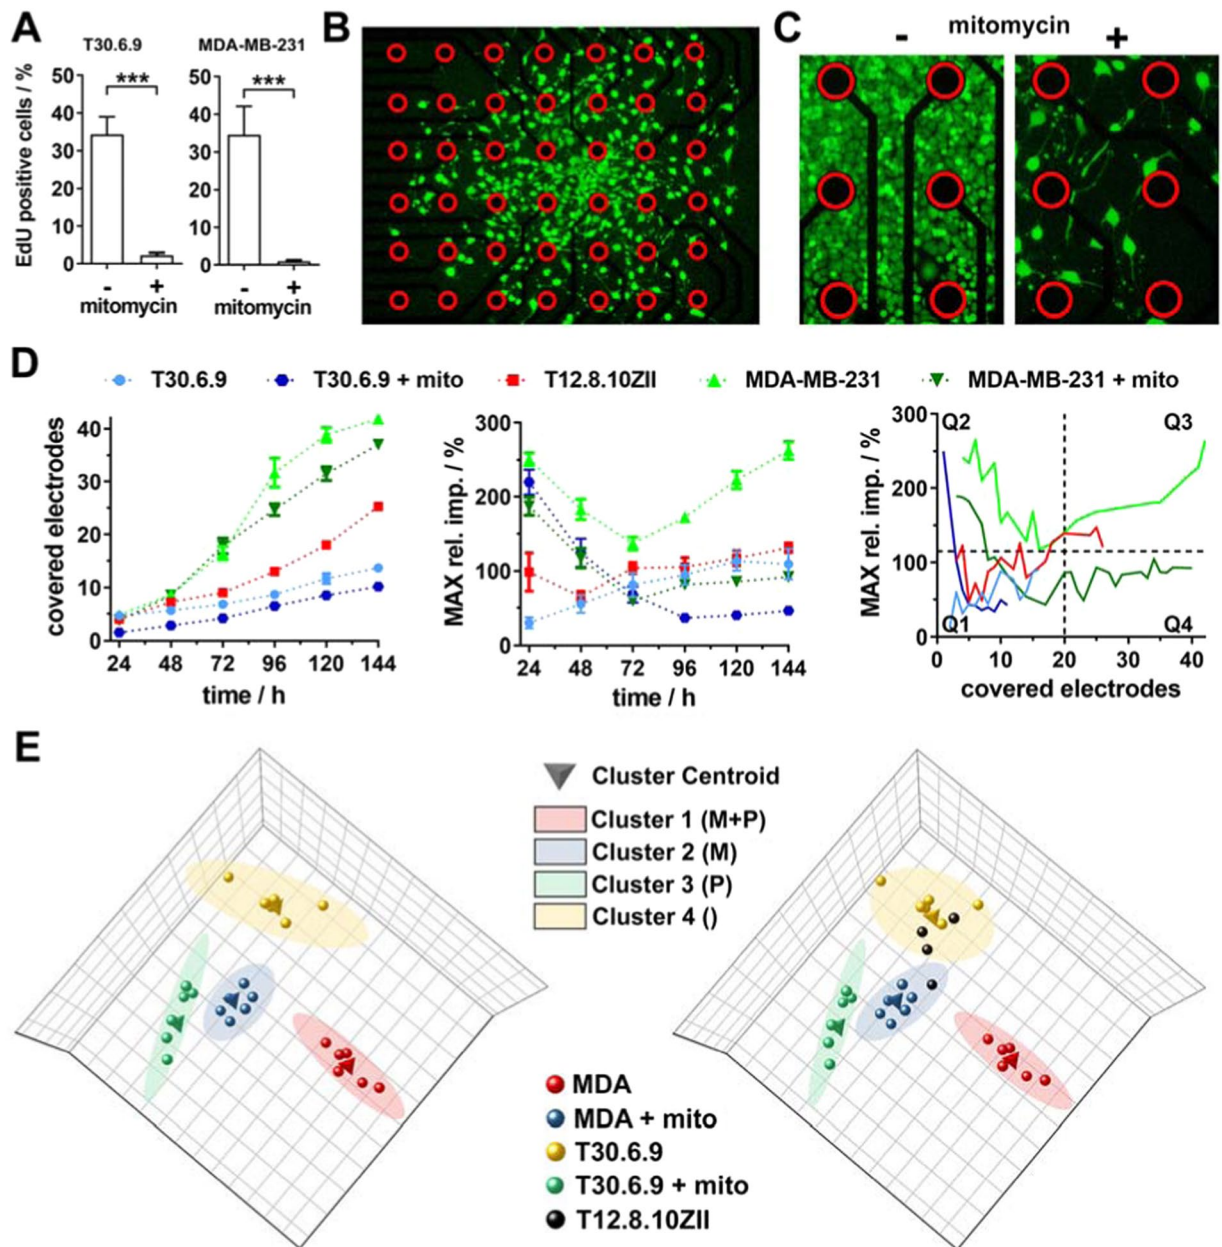 A
T30.6.9
MDA-MB-231
EdU positive cells / %
50
40
30
20
10
0
***
- +
mitomycin
50
40
30
20
10
0
***
- +
mitomycin
B
C
mitomycin
- +
D
T30.6.9
T30.6.9 + mito
T12.8.10ZII
MDA-MB-231
MDA-MB-231 + mito
covered electrodes
40
30
20
10
0
24 48 72 96 120 144
time / h
MAX rel. imp. / %
300
200
100
0
24 48 72 96 120 144
time / h
MAX rel. imp. / %
300
200
100
0
Q2 Q3
Q1 Q4
0 10 20 30 40
covered electrodes
E
Cluster Centroid
Cluster 1 (M+P)
Cluster 2 (M)
Cluster 3 (P)
Cluster 4 ()
MDA
MDA + mito
T30.6.9
T30.6.9 + mito
T12.8.10ZII